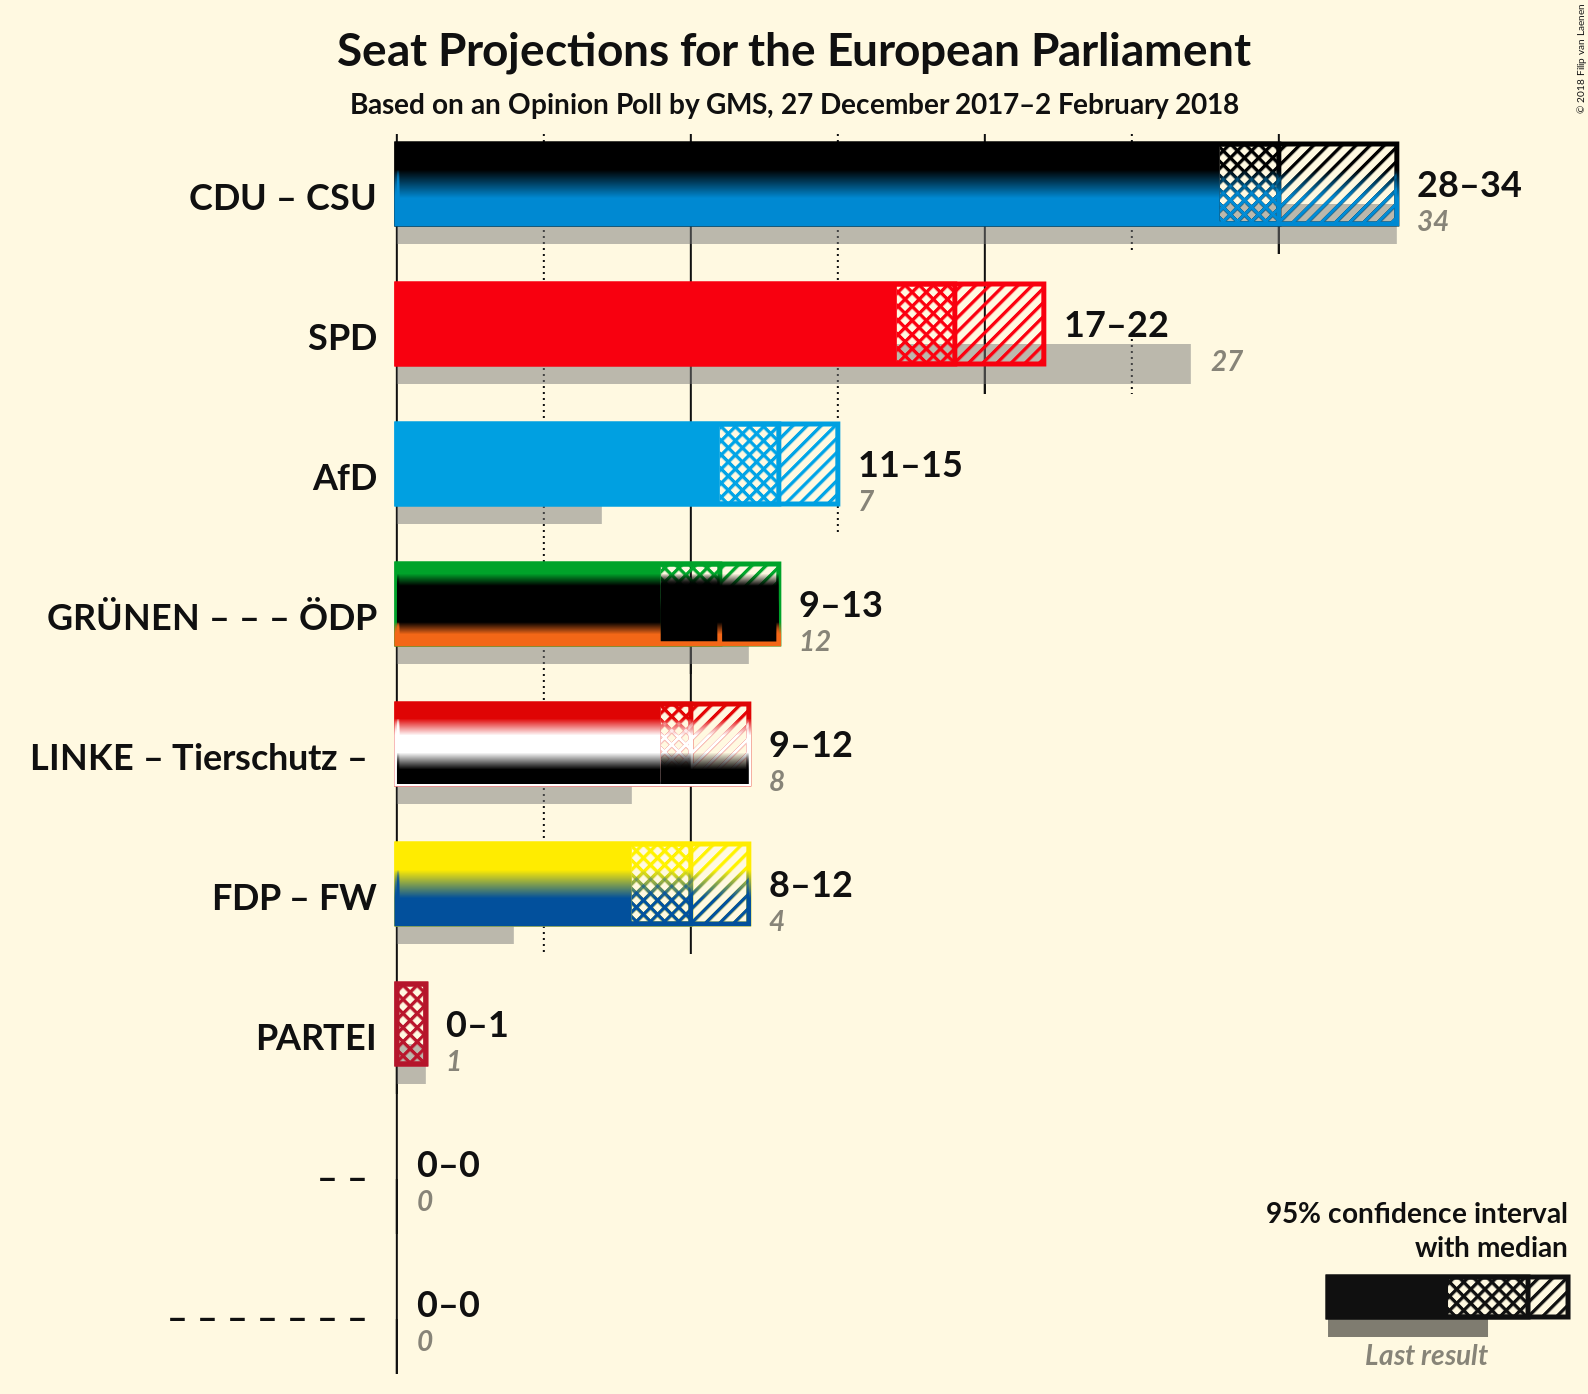 Seat Projections for the European Parliament
Based on an Opinion Poll by GMS, 27 December 2017–2 February 2018
© 2018 Filip van Laenen
CDU – CSU
28–34
34
SPD
17–22
27
AfD
11–15
7
GRÜNEN – – – ÖDP
9–13
12
LINKE – Tierschutz –
9–12
8
FDP – FW
8–12
4
PARTEI
0–1
1
– –
0–0
0
– – – – – – –
0–0
0
95% confidence interval
with median
Last result